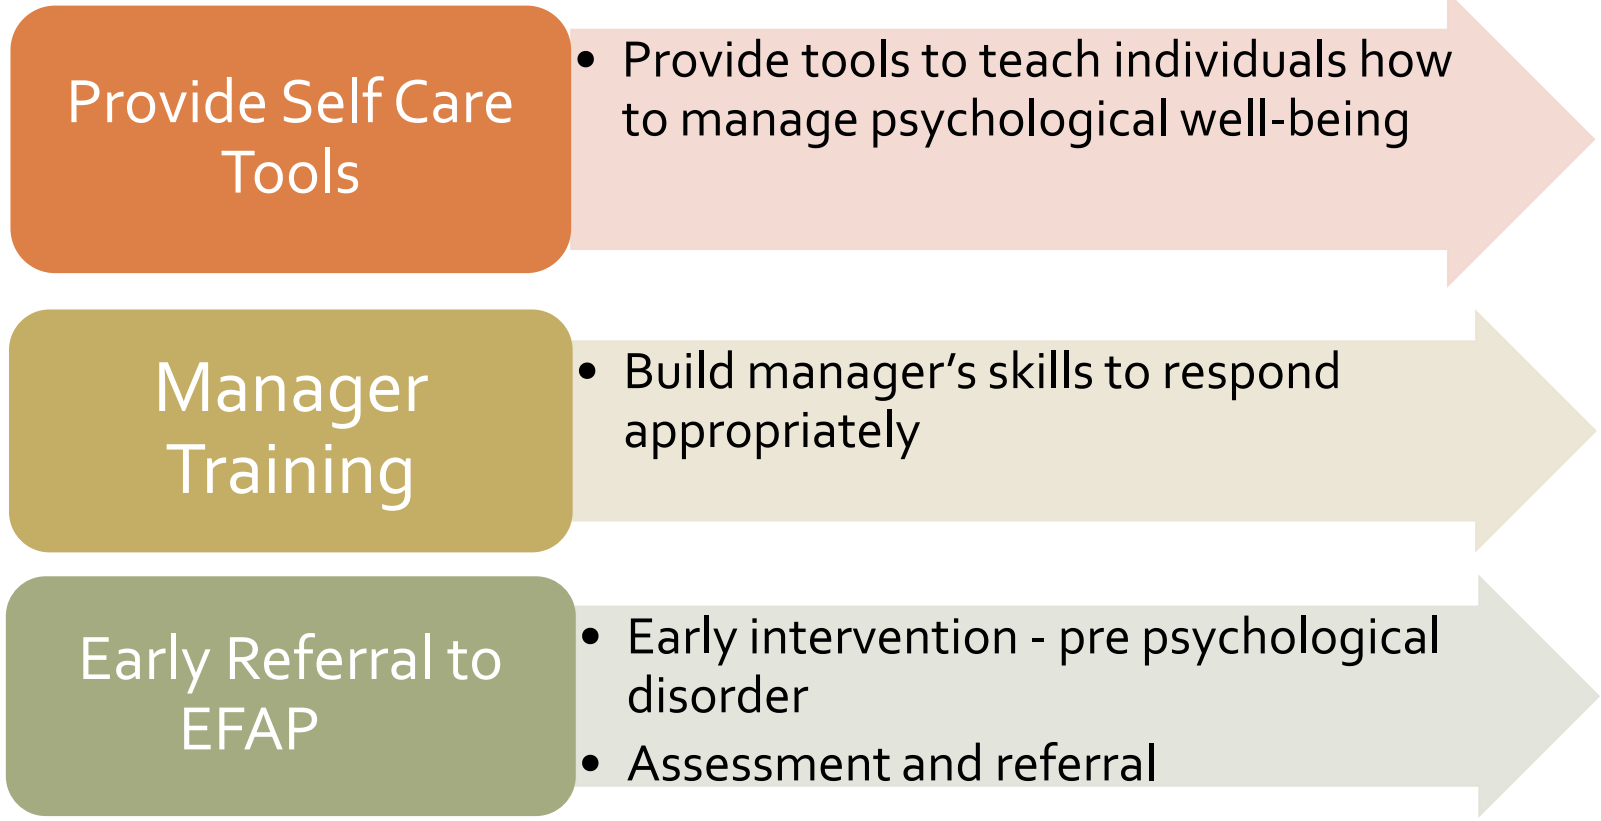 Provide Self Care
Tools
• Provide tools to teach individuals how
to manage psychological well-being
Manager
Training
• Build manager’s skills to respond
appropriately
Early Referral to
EFAP
• Early intervention - pre psychological
disorder
• Assessment and referral